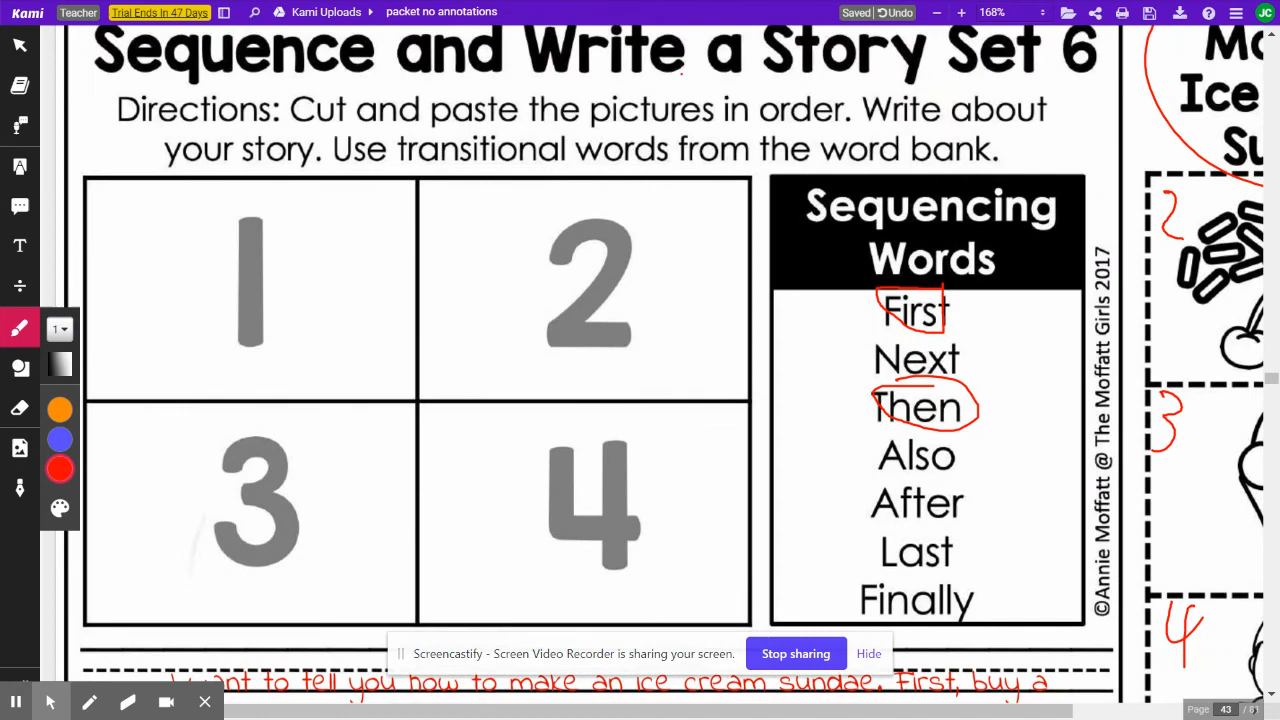 Kami Teacher Trial Ends In 47 Days Kami Uploads packet no annotations Saved Undo 168% JC
Sequence and Write a Story Set 6
Directions: Cut and paste the pictures in order. Write about
your story. Use transitional words from the word bank.
1 2
3 4
Sequencing
Words
First
Next
Then
Also
After
Last
Finally
©Annie Moffatt @ The Moffatt Girls 2017
Ice
2
3
4
Screencastify - Screen Video Recorder is sharing your screen. Stop sharing Hide
I want to tell you how to make an ice cream sundae. First, buy a
Page 43 / 81